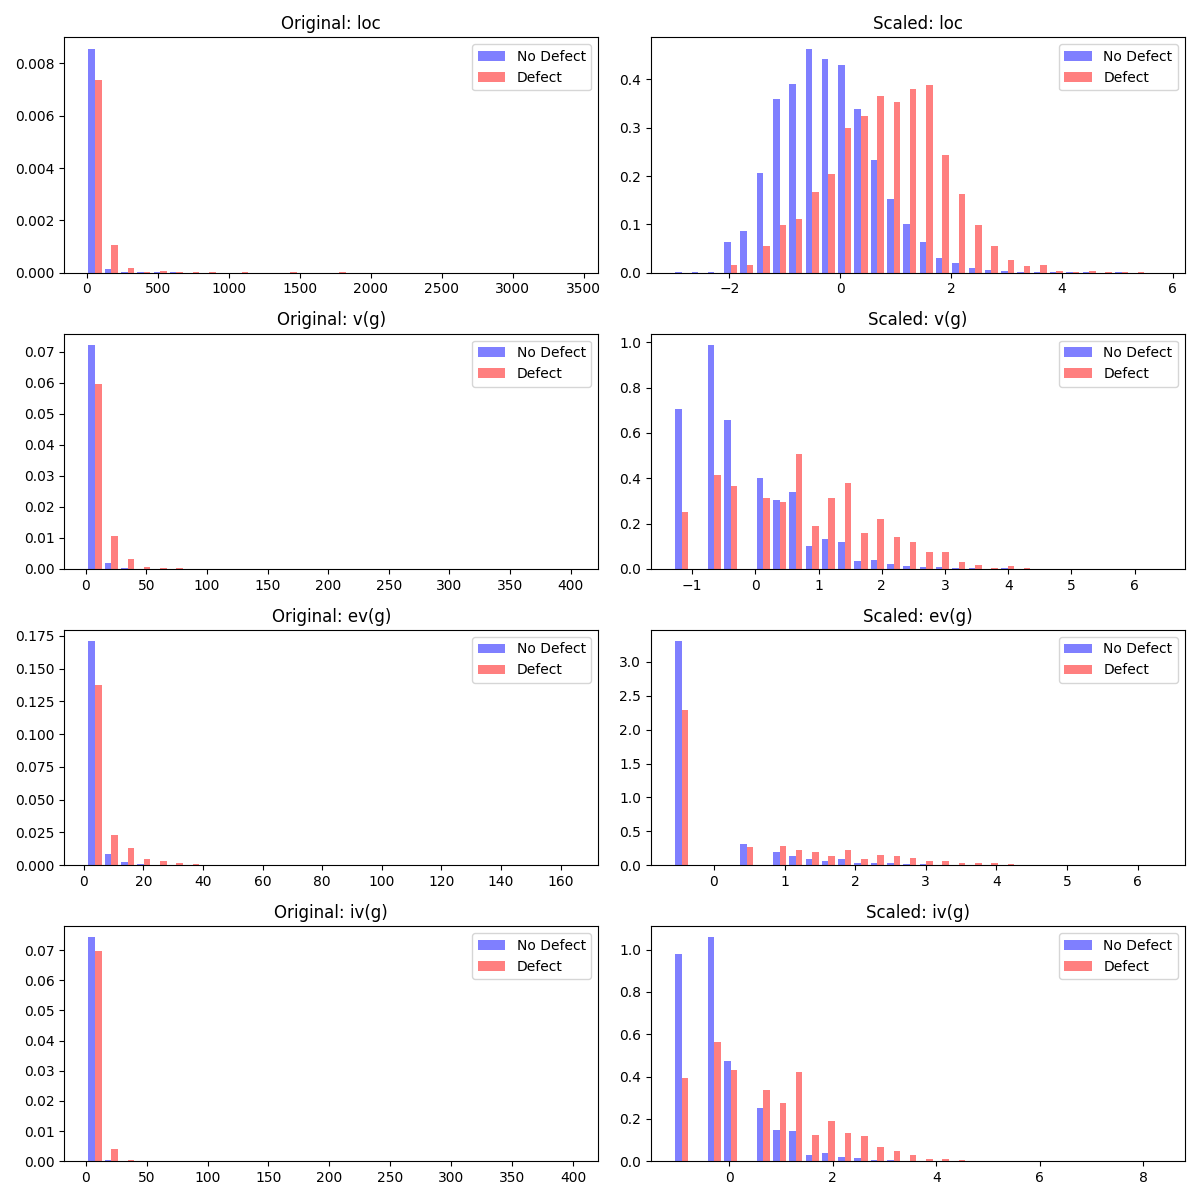 Original: loc
No Defect
Defect
0.008
0.006
0.004
0.002
0.000
0 500 1000 1500 2000 2500 3000 3500
Scaled: loc
No Defect
Defect
0.4
0.3
0.2
0.1
0.0
−2 0 2 4 6
Original: v(g)
No Defect
Defect
0.07
0.06
0.05
0.04
0.03
0.02
0.01
0.00
0 50 100 150 200 250 300 350 400
Scaled: v(g)
No Defect
Defect
1.0
0.8
0.6
0.4
0.2
0.0
−1 0 1 2 3 4 5 6
Original: ev(g)
No Defect
Defect
0.175
0.150
0.125
0.100
0.075
0.050
0.025
0.000
0 20 40 60 80 100 120 140 160
Scaled: ev(g)
No Defect
Defect
3.0
2.5
2.0
1.5
1.0
0.5
0.0
0 1 2 3 4 5 6
Original: iv(g)
No Defect
Defect
0.07
0.06
0.05
0.04
0.03
0.02
0.01
0.00
0 50 100 150 200 250 300 350 400
Scaled: iv(g)
No Defect
Defect
1.0
0.8
0.6
0.4
0.2
0.0
0 2 4 6 8